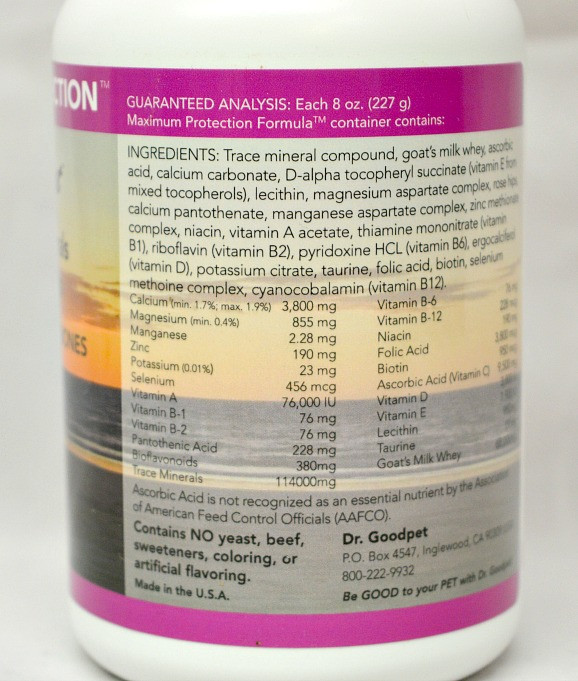 CTION™
GUARANTEED ANALYSIS: Each 8 oz. (227 g)
Maximum Protection Formula™ container contains:
INGREDIENTS: Trace mineral compound, goat's milk whey, ascorbic
acid, calcium carbonate, D-alpha tocopheryl succinate (vitamin E from
mixed tocopherols), lecithin, magnesium aspartate complex, rose hips,
calcium pantothenate, manganese aspartate complex, zinc methionine
complex, niacin, vitamin A acetate, thiamine mononitrate (vitamin
B1), riboflavin (vitamin B2), pyridoxine HCL (vitamin B6), ergocalciferol
(vitamin D), potassium citrate, taurine, folic acid, biotin, selenium
methoine complex, cyanocobalamin (vitamin B12).
Calcium (min. 1.7%; max. 1.9%) 3,800 mg
Magnesium (min. 0.4%) 855 mg
Manganese 2.28 mg
Zinc 190 mg
Potassium (0.01%) 23 mg
Selenium 456 mcg
Vitamin A 76,000 IU
Vitamin B-1 76 mg
Vitamin B-2 76 mg
Pantothenic Acid 228 mg
Bioflavonoids 380mg
Trace Minerals 114000mg
Vitamin B-6
Vitamin B-12
Niacin
Folic Acid
Biotin
Ascorbic Acid (Vitamin C)
Vitamin D
Vitamin E
Lecithin
Taurine
Goat's Milk Whey
Ascorbic Acid is not recognized as an essential nutrient by the Association
of American Feed Control Officials (AAFCO).
Contains NO yeast, beef,
sweeteners, coloring, or
artificial flavoring.
Made in the U.S.A.
Dr. Goodpet
P.O. Box 4547, Inglewood, CA
800-222-9932
Be GOOD to your PET with Dr. Goodpet
ONES